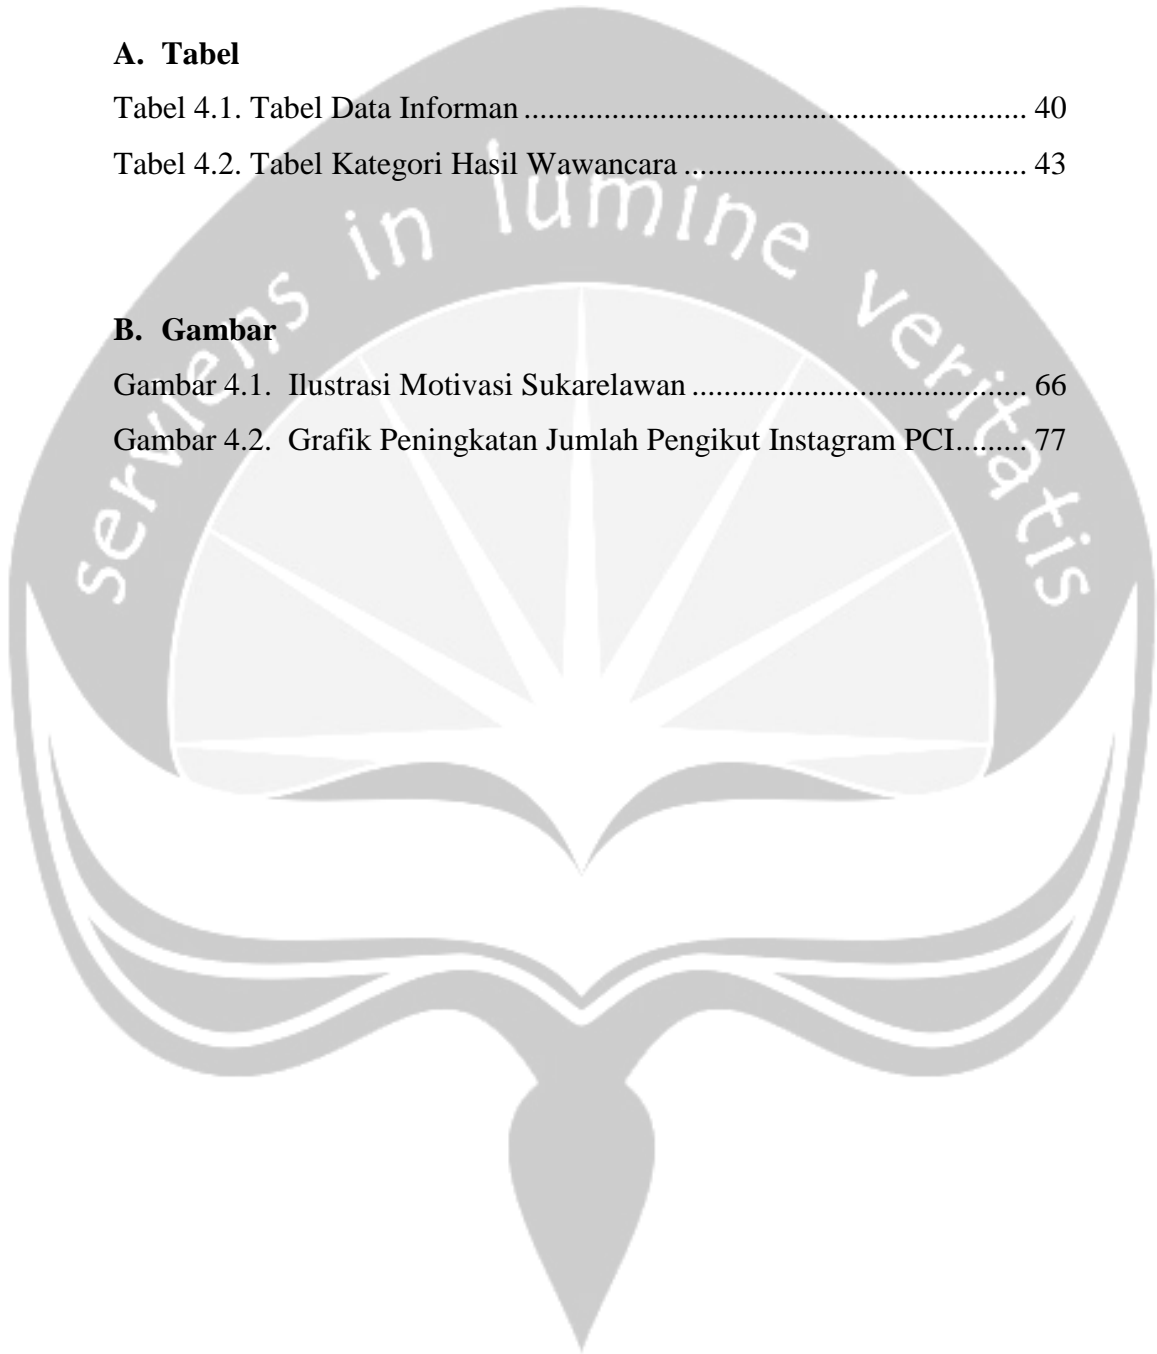 A. Tabel
Tabel 4.1. Tabel Data Informan ............................................................... 40
Tabel 4.2. Tabel Kategori Hasil Wawancara ........................................... 43
serviens in lumine veritatis
B. Gambar
Gambar 4.1. Ilustrasi Motivasi Sukarelawan .......................................... 66
Gambar 4.2. Grafik Peningkatan Jumlah Pengikut Instagram PCI......... 77